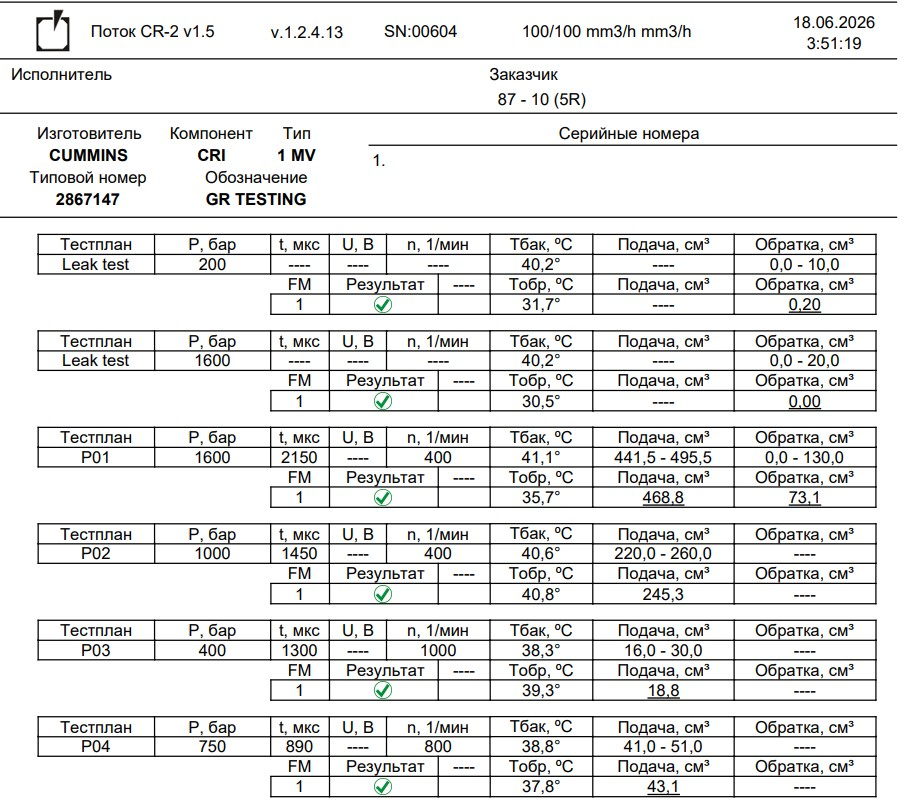 Поток CR-2 v1.5 v.1.2.4.13 SN:00604 100/100 mm3/h mm3/h 18.06.2026
3:51:19
Исполнитель Заказчик
87 - 10 (5R)
Изготовитель Компонент Тип Серийные номера
CUMMINS CRI 1 MV 1.
Типовой номер Обозначение
2867147 GR TESTING
Тестплан P, бар t, мкс U, В n, 1/мин Тбак, ºC Подача, см³ Обратка, см³
Leak test 200 ---- ---- ---- 40,2° ---- 0,0 - 10,0
FM Результат ---- Тобр, ºC Подача, см³ Обратка, см³
1 31,7° ---- 0,20
Тестплан P, бар t, мкс U, В n, 1/мин Тбак, ºC Подача, см³ Обратка, см³
Leak test 1600 ---- ---- ---- 40,2° ---- 0,0 - 20,0
FM Результат ---- Тобр, ºC Подача, см³ Обратка, см³
1 30,5° ---- 0,00
Тестплан P, бар t, мкс U, В n, 1/мин Тбак, ºC Подача, см³ Обратка, см³
P01 1600 2150 ---- 400 41,1° 441,5 - 495,5 0,0 - 130,0
FM Результат ---- Тобр, ºC Подача, см³ Обратка, см³
1 35,7° 468,8 73,1
Тестплан P, бар t, мкс U, В n, 1/мин Тбак, ºC Подача, см³ Обратка, см³
P02 1000 1450 ---- 400 40,6° 220,0 - 260,0 ----
FM Результат ---- Тобр, ºC Подача, см³ Обратка, см³
1 40,8° 245,3 ----
Тестплан P, бар t, мкс U, В n, 1/мин Тбак, ºC Подача, см³ Обратка, см³
P03 400 1300 ---- 1000 38,3° 16,0 - 30,0 ----
FM Результат ---- Тобр, ºC Подача, см³ Обратка, см³
1 39,3° 18,8 ----
Тестплан P, бар t, мкс U, В n, 1/мин Тбак, ºC Подача, см³ Обратка, см³
P04 750 890 ---- 800 38,8° 41,0 - 51,0 ----
FM Результат ---- Тобр, ºC Подача, см³ Обратка, см³
1 37,8° 43,1 ----